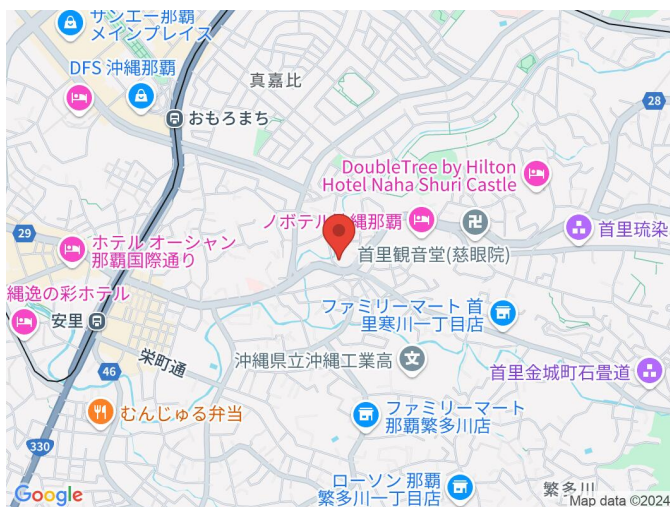 サンエー那覇
メインプレイス
DFS 沖縄那覇
真嘉比
28
おもろまち
DoubleTree by Hilton
Hotel Naha Shuri Castle
29
ホテル オーシャン
那覇国際通り
縄逸の彩ホテル
安里
栄町通
46
むんじゅる弁当
330
ノボテル
縄那覇
首里観音堂(慈眼院)
首里琉染
ファミリーマート 首
里寒川一丁目店
沖縄県立沖縄工業高
首里金城町石畳道
ファミリーマート
那覇繁多川店
ローソン 那覇
繁多川一丁目店
繁多川
Google
Map data ©2024